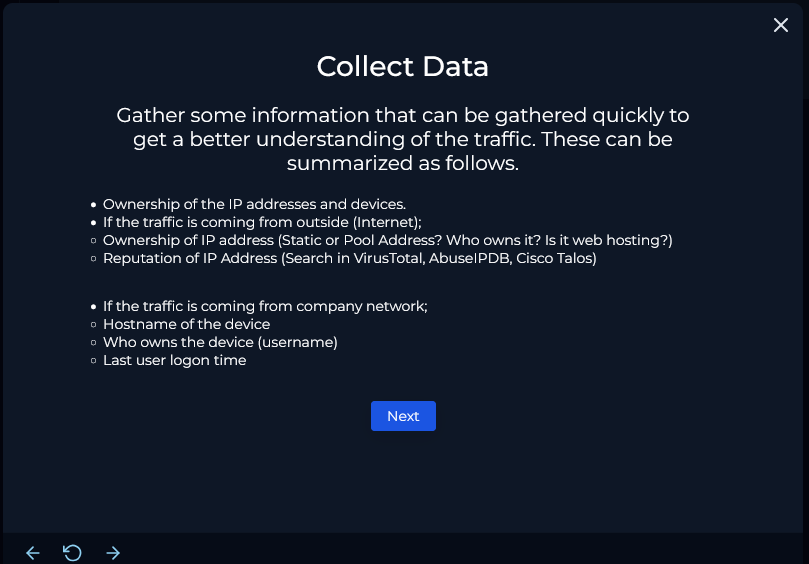 Collect Data
Gather some information that can be gathered quickly to
get a better understanding of the traffic. These can be
summarized as follows.
Ownership of the IP addresses and devices.
If the traffic is coming from outside (Internet);
Ownership of IP address (Static or Pool Address? Who owns it? Is it web hosting?)
Reputation of IP Address (Search in VirusTotal, AbuseIPDB, Cisco Talos)
If the traffic is coming from company network;
Hostname of the device
Who owns the device (username)
Last user logon time
Next